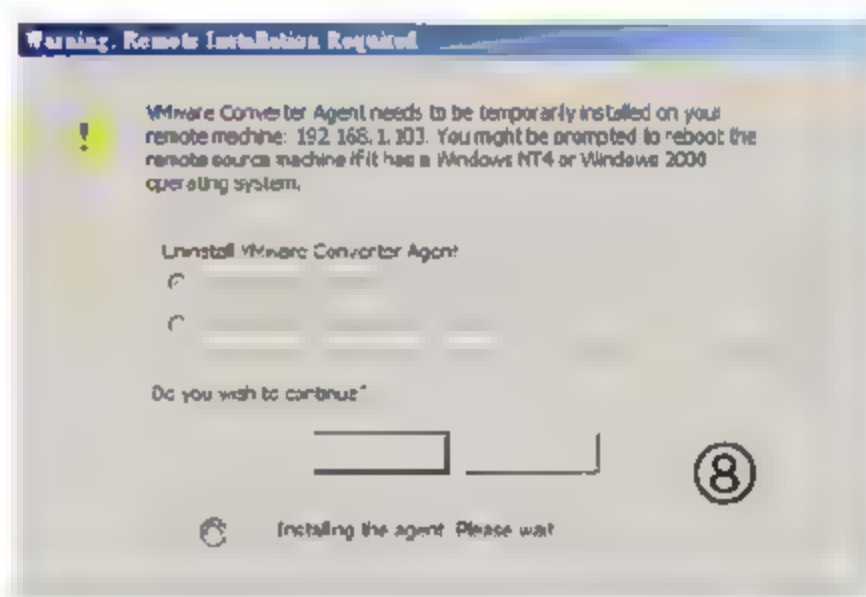 Warning, Remote Installation Required
VMware Converter Agent needs to be temporarily installed on your
remote machine: 192.168.1.103. You might be prompted to reboot the
remote source machine if it has a Windows NT4 or Windows 2000
operating system.
Uninstall VMware Converter Agent
Do you wish to continue?
⑧
Installing the agent. Please wait